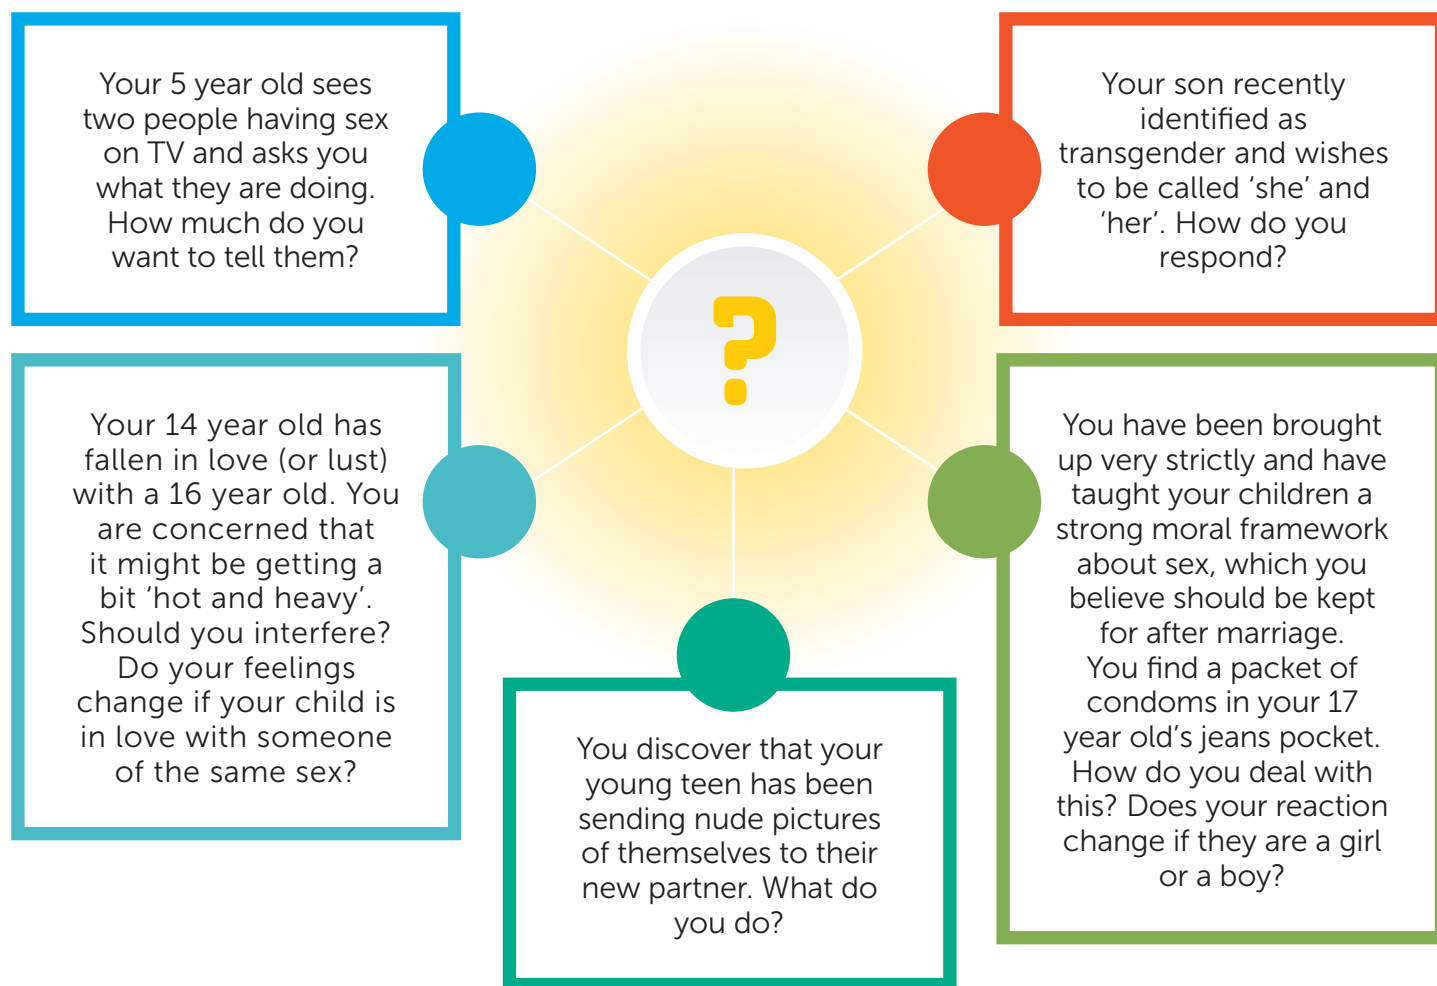 Your 5 year old sees
two people having sex
on TV and asks you
what they are doing.
How much do you
want to tell them?
Your son recently
identified as
transgender and wishes
to be called ‘she’ and
‘her’. How do you
respond?
?
Your 14 year old has
fallen in love (or lust)
with a 16 year old. You
are concerned that
it might be getting a
bit ‘hot and heavy’.
Should you interfere?
Do your feelings
change if your child is
in love with someone
of the same sex?
You have been brought
up very strictly and have
taught your children a
strong moral framework
about sex, which you
believe should be kept
for after marriage.
You find a packet of
condoms in your 17
year old’s jeans pocket.
How do you deal with
this? Does your reaction
change if they are a girl
or a boy?
You discover that your
young teen has been
sending nude pictures
of themselves to their
new partner. What do
you do?